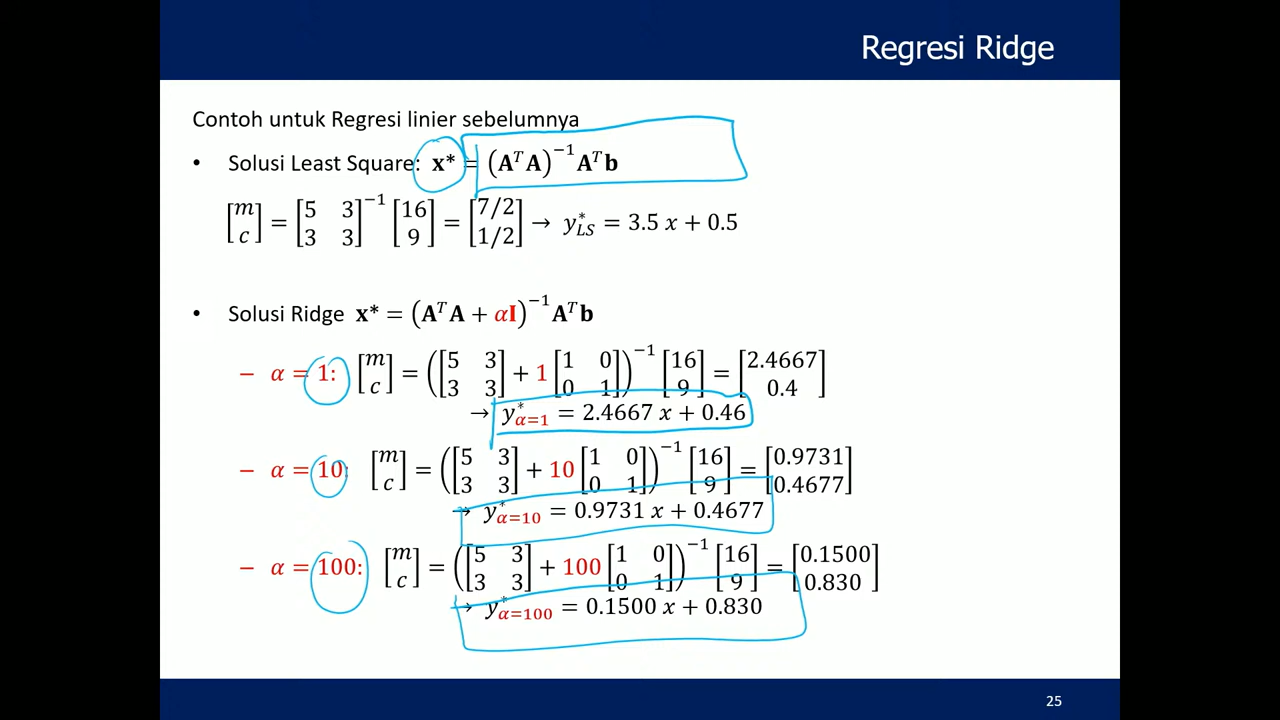 Regresi Ridge
Contoh untuk Regresi linier sebelumnya
• Solusi Least Square: x* = (AᵀA)⁻¹Aᵀb
[m; c] = [5 3; 3 3]⁻¹ [16; 9] = [7/2; 1/2] → y*_LS = 3.5 x + 0.5
• Solusi Ridge x* = (AᵀA + αI)⁻¹Aᵀb
– α = 1: [m; c] = ([5 3; 3 3] + 1 [1 0; 0 1])⁻¹ [16; 9] = [2.4667; 0.4]
→ y*_α=1 = 2.4667 x + 0.46
– α = 10: [m; c] = ([5 3; 3 3] + 10 [1 0; 0 1])⁻¹ [16; 9] = [0.9731; 0.4677]
→ y*_α=10 = 0.9731 x + 0.4677
– α = 100: [m; c] = ([5 3; 3 3] + 100 [1 0; 0 1])⁻¹ [16; 9] = [0.1500; 0.830]
→ y*_α=100 = 0.1500 x + 0.830
25